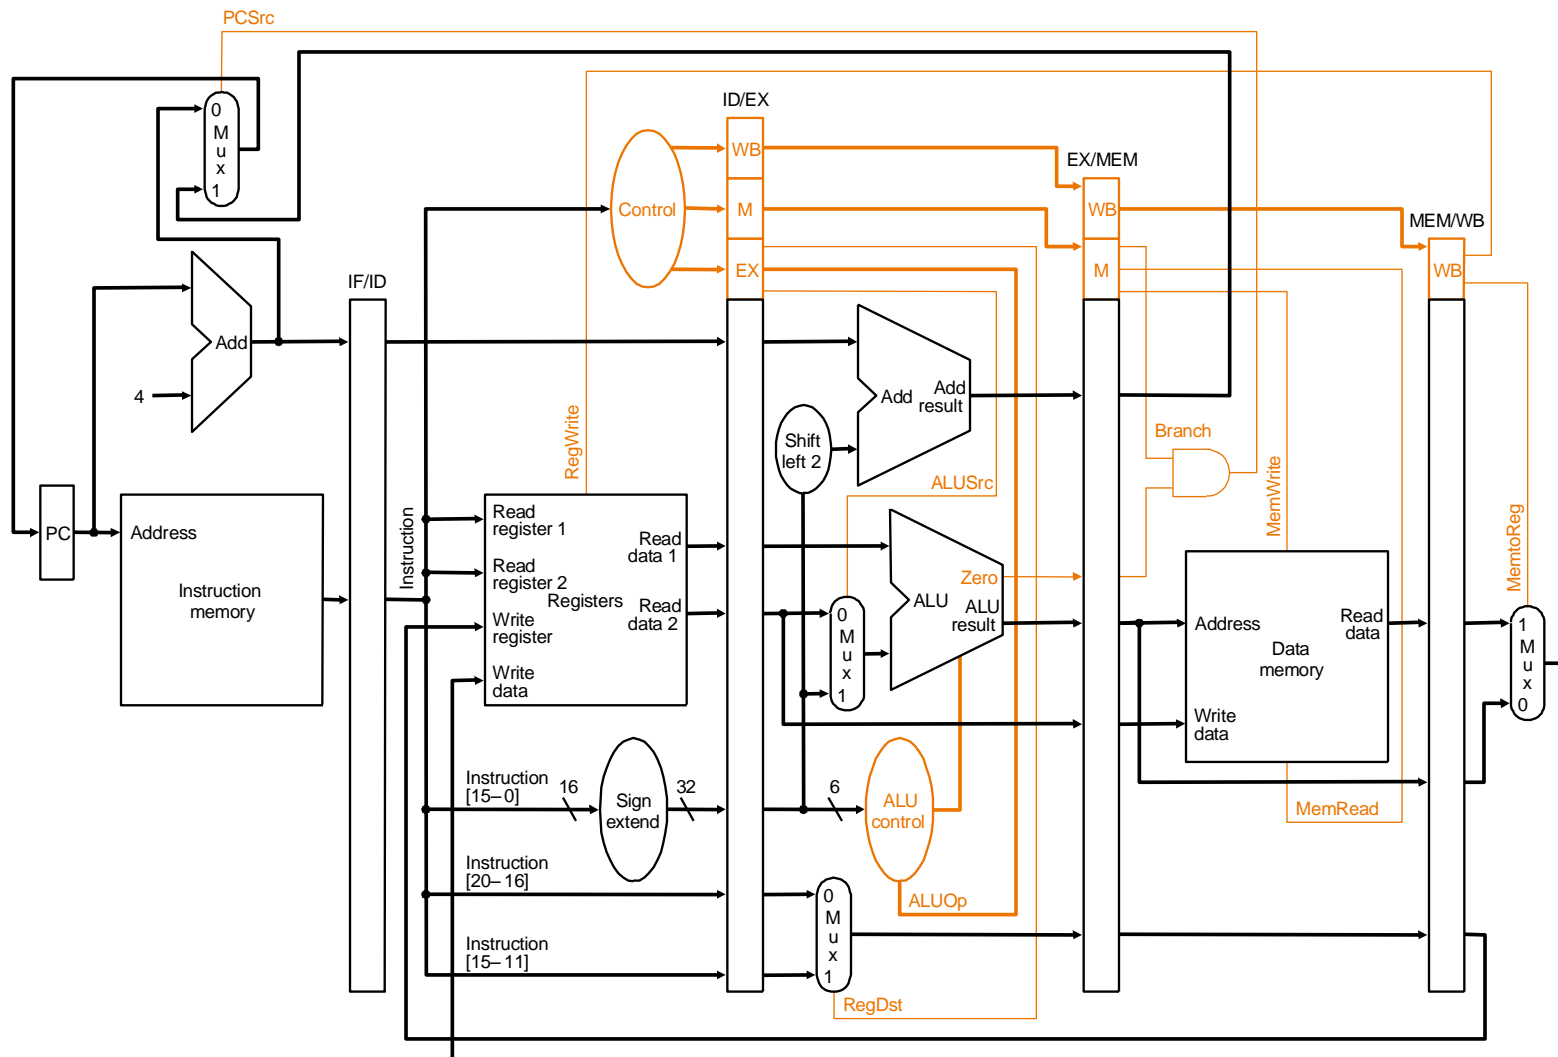 PCSrc
0
M
u
x
1
ID/EX
WB
EX/MEM
Control
M
WB
MEM/WB
EX
M
WB
IF/ID
Add
4
Add
Add
result
Shift
left 2
RegWrite
Branch
ALUSrc
MemWrite
MemtoReg
PC
Address
Instruction
memory
Instruction
Read
register 1
Read
register 2
Registers
Write
register
Write
data
Read
data 1
Read
data 2
0
M
u
x
1
Zero
ALU
ALU
result
Address
Read
data
Data
memory
Write
data
1
M
u
x
0
Instruction
[15–0]
16
Sign
extend
32
6
ALU
control
MemRead
Instruction
[20–16]
0
M
u
x
1
ALUOp
Instruction
[15–11]
RegDst